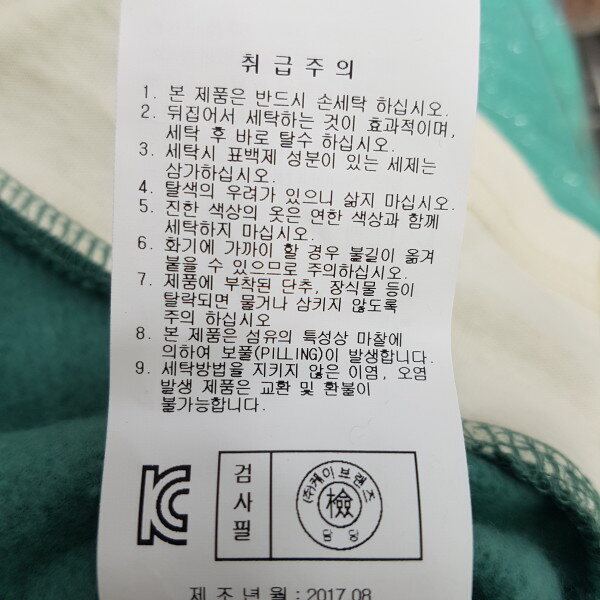 취급주의
1. 본 제품은 반드시 손세탁 하십시오.
2. 뒤집어서 세탁하는 것이 효과적이며,
세탁 후 바로 탈수 하십시오.
3. 세탁시 표백제 성분이 있는 세제는
삼가하십시오.
4. 탈색의 우려가 있으니 삶지 마십시오.
5. 진한 색상의 옷은 연한 색상과 함께
세탁하지 마십시오.
6. 화기에 가까이 할 경우 불길이 옮겨
붙을 수 있으므로 주의하십시오.
7. 제품에 부착된 단추, 장식물 등이
탈락되면 물거나 삼키지 않도록
주의 하십시오
8. 본 제품은 섬유의 특성상 마찰에
의하여 보풀(PILLING)이 발생합니다.
9. 세탁방법을 지키지 않은 이염, 오염
발생 제품은 교환 및 환불이
불가능합니다.
KC
검사필
(주)케이브랜즈
檢
담당
제조년월 : 2017.08